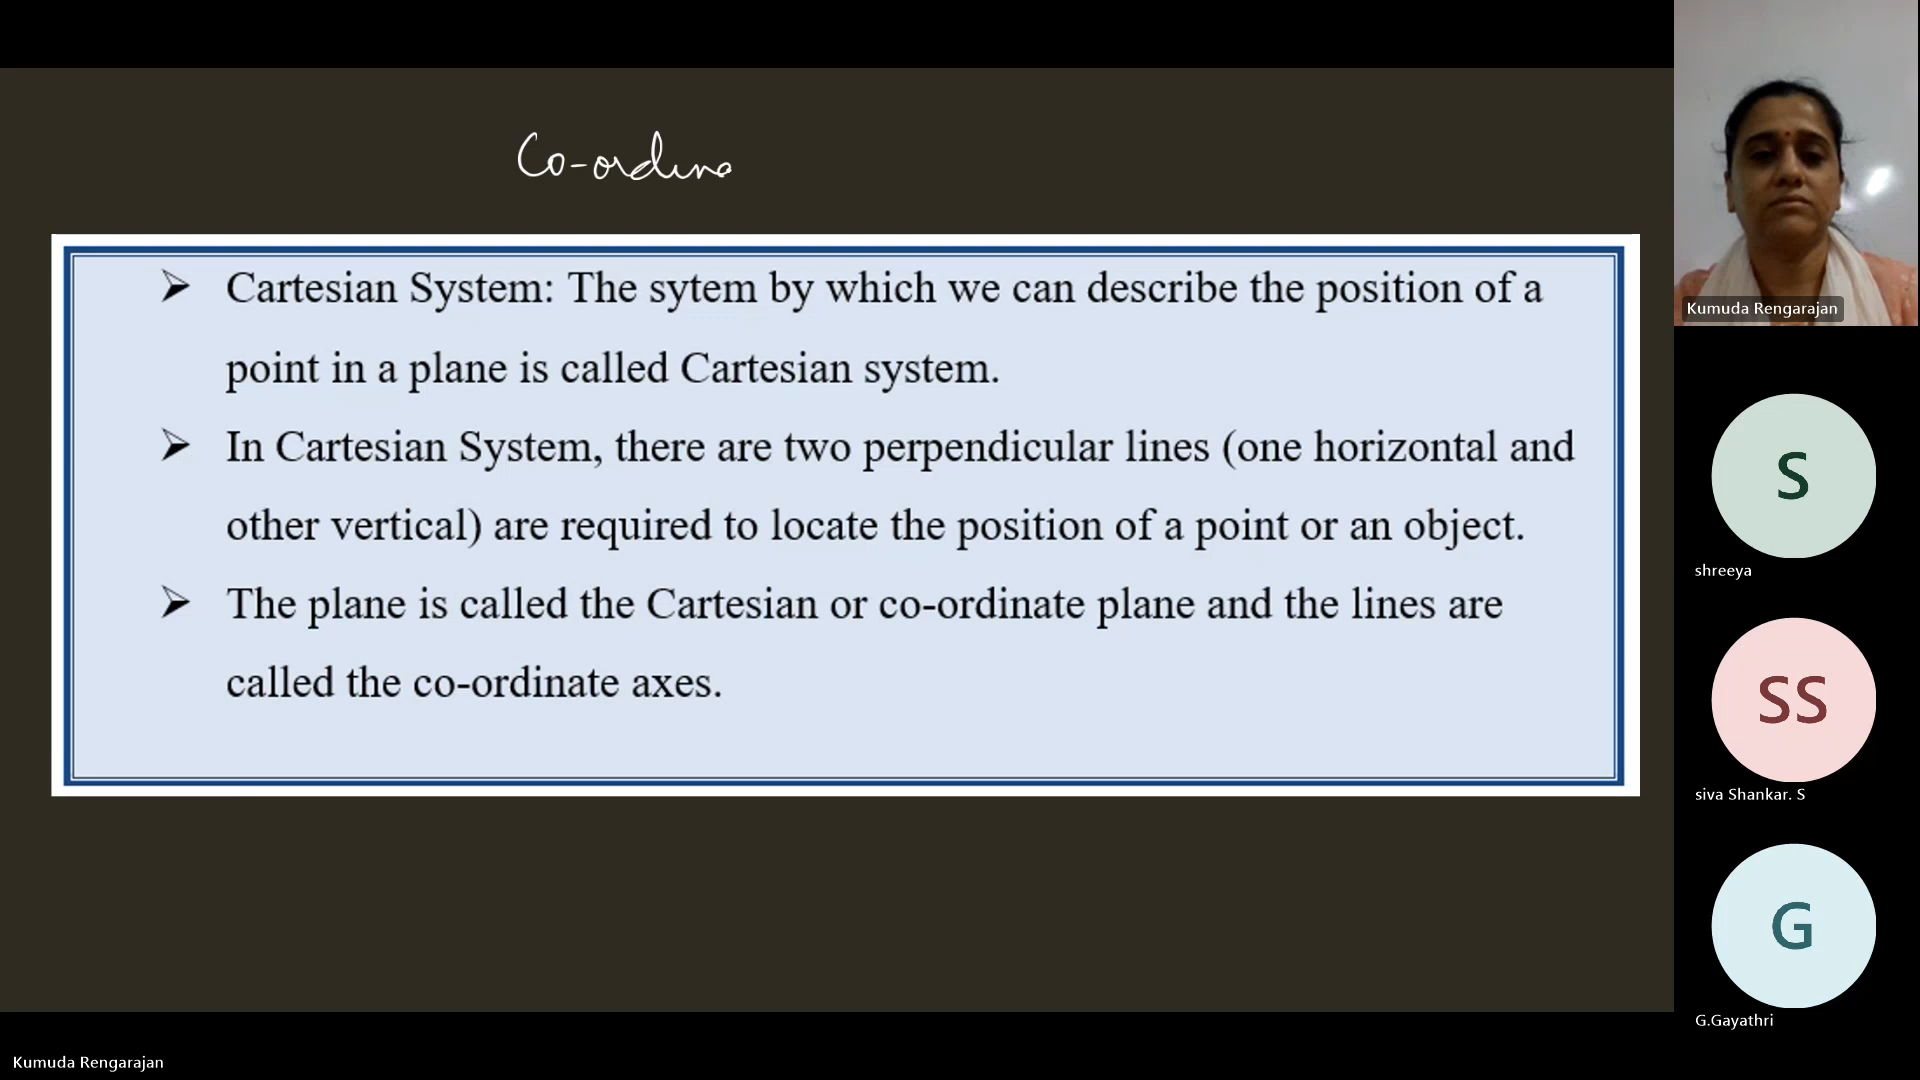 Co-ordina
➤ Cartesian System: The sytem by which we can describe the position of a
point in a plane is called Cartesian system.
➤ In Cartesian System, there are two perpendicular lines (one horizontal and
other vertical) are required to locate the position of a point or an object.
➤ The plane is called the Cartesian or co-ordinate plane and the lines are
called the co-ordinate axes.
Kumuda Rengarajan
S
shreeya
SS
siva Shankar. S
G
G.Gayathri
Kumuda Rengarajan